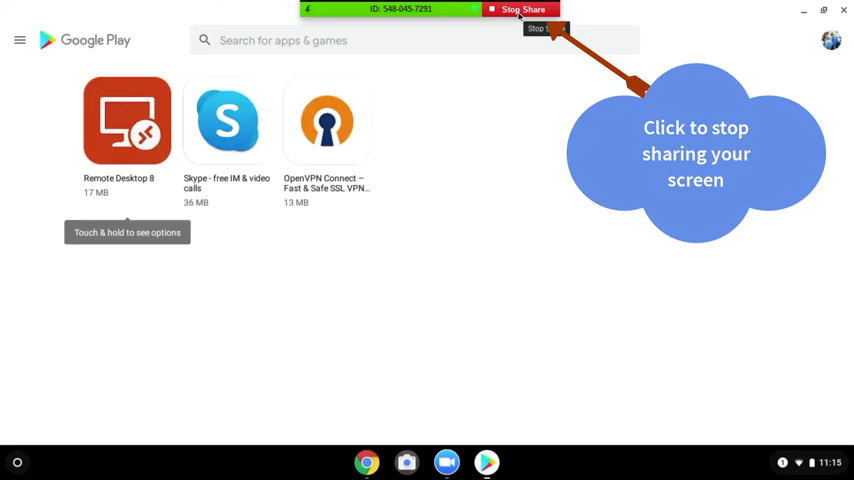 ID: 548-045-7291
Stop Share
Stop
Google Play
Search for apps & games
Click to stop
sharing your
screen
Remote Desktop 8
17 MB
S
Skype - free IM & video
calls
36 MB
OpenVPN Connect –
Fast & Safe SSL VPN...
13 MB
Touch & hold to see options
1
11:15